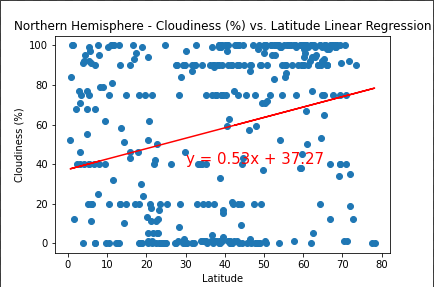 Northern Hemisphere - Cloudiness (%) vs. Latitude Linear Regression
100
80
60
40
20
0
Cloudiness (%)
y = 0.53x + 37.27
0 10 20 30 40 50 60 70 80
Latitude